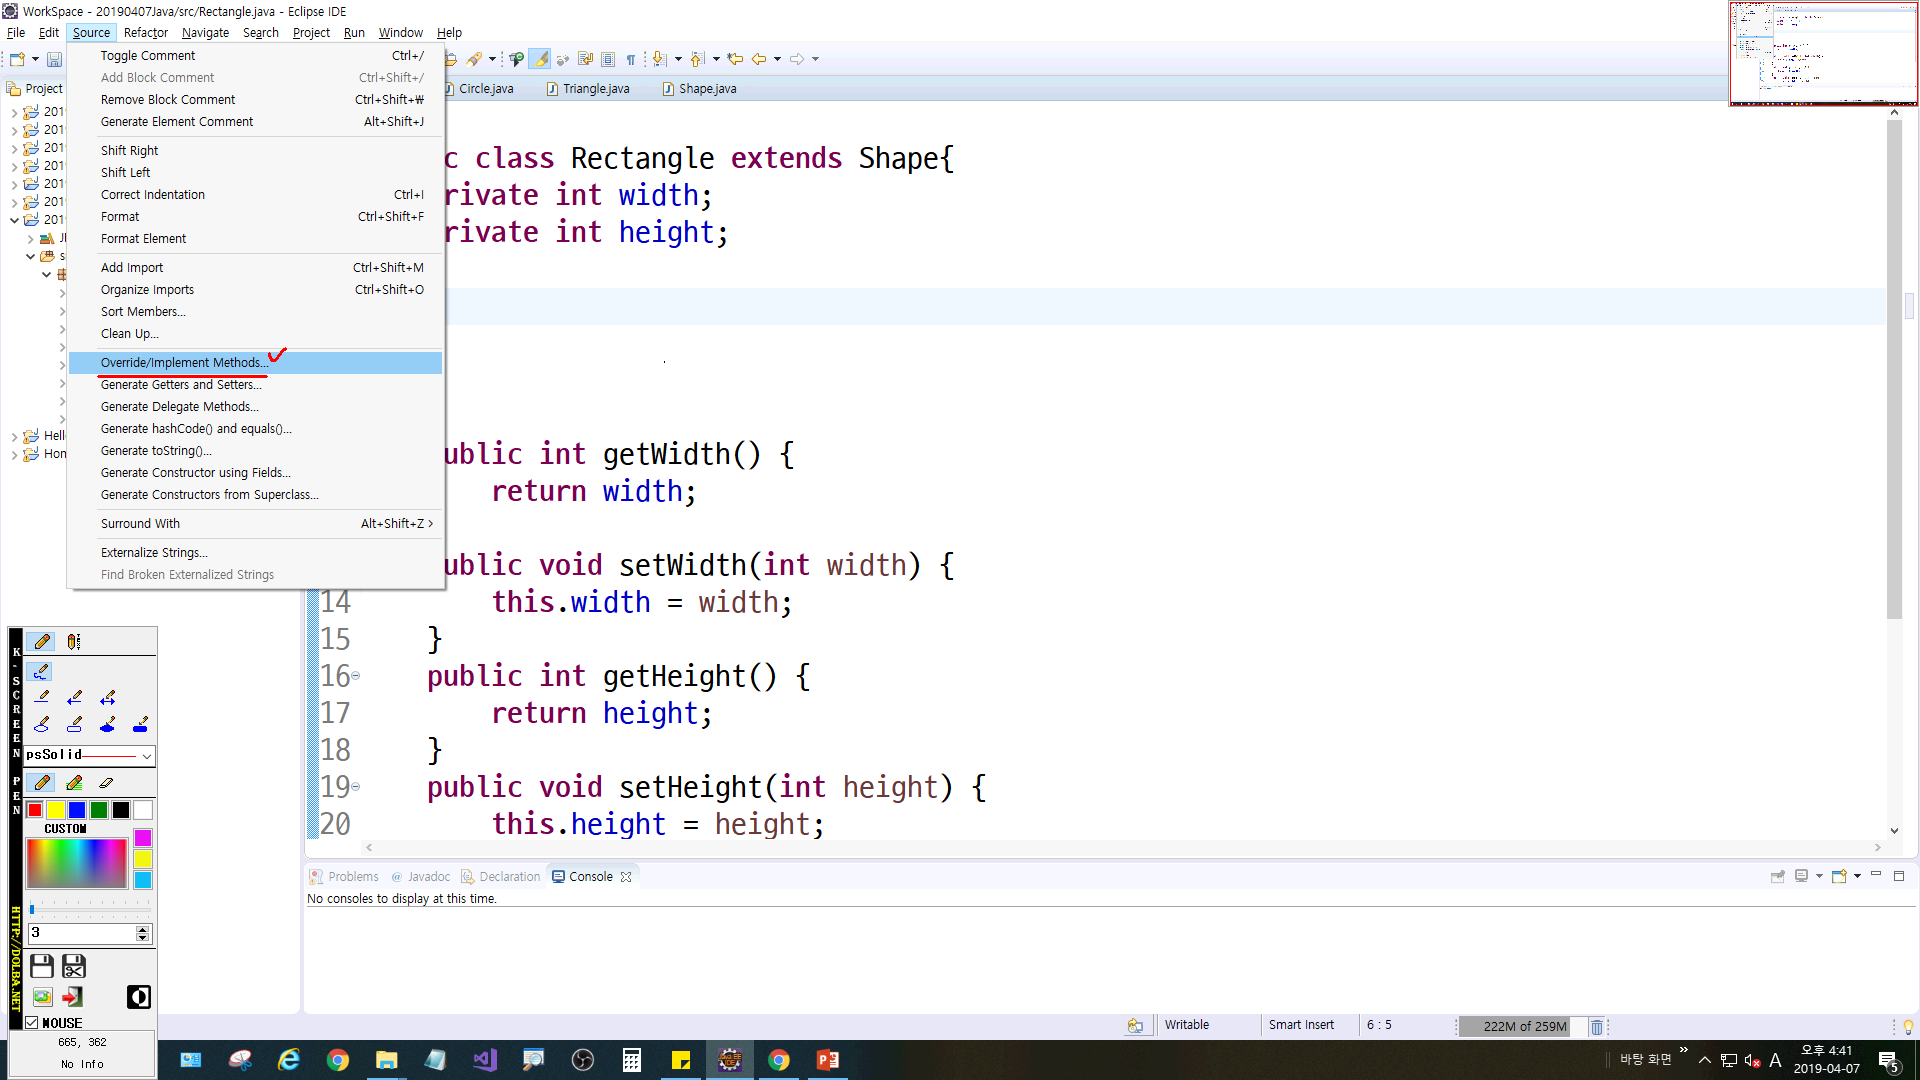 WorkSpace - 20190407Java/src/Rectangle.java - Eclipse IDE
File Edit Source Refactor Navigate Search Project Run Window Help
Toggle Comment Ctrl+/
Add Block Comment Ctrl+Shift+/
Remove Block Comment Ctrl+Shift+₩
Generate Element Comment Alt+Shift+J
Shift Right
Shift Left
Correct Indentation Ctrl+I
Format Ctrl+Shift+F
Format Element
Add Import Ctrl+Shift+M
Organize Imports Ctrl+Shift+O
Sort Members...
Clean Up...
Override/Implement Methods...
Generate Getters and Setters...
Generate Delegate Methods...
Generate hashCode() and equals()...
Generate toString()...
Generate Constructor using Fields...
Generate Constructors from Superclass...
Surround With Alt+Shift+Z >
Externalize Strings...
Find Broken Externalized Strings
Project
201
201
201
201
201
201
201
Hell
Circle.java Triangle.java Shape.java
c class Rectangle extends Shape{
rivate int width;
rivate int height;
ublic int getWidth() {
return width;
ublic void setWidth(int width) {
14 this.width = width;
15 }
16 public int getHeight() {
17 return height;
18 }
19 public void setHeight(int height) {
20 this.height = height;
Problems Javadoc Declaration Console
No consoles to display at this time.
Writable Smart Insert 6 : 5 222M of 259M
K-SCREEN PEN
HTTP://DOLBA.NET
psSolid
CUSTOM
3
MOUSE
665, 362
No Info
바탕 화면 » A 오후 4:41
2019-04-07
5